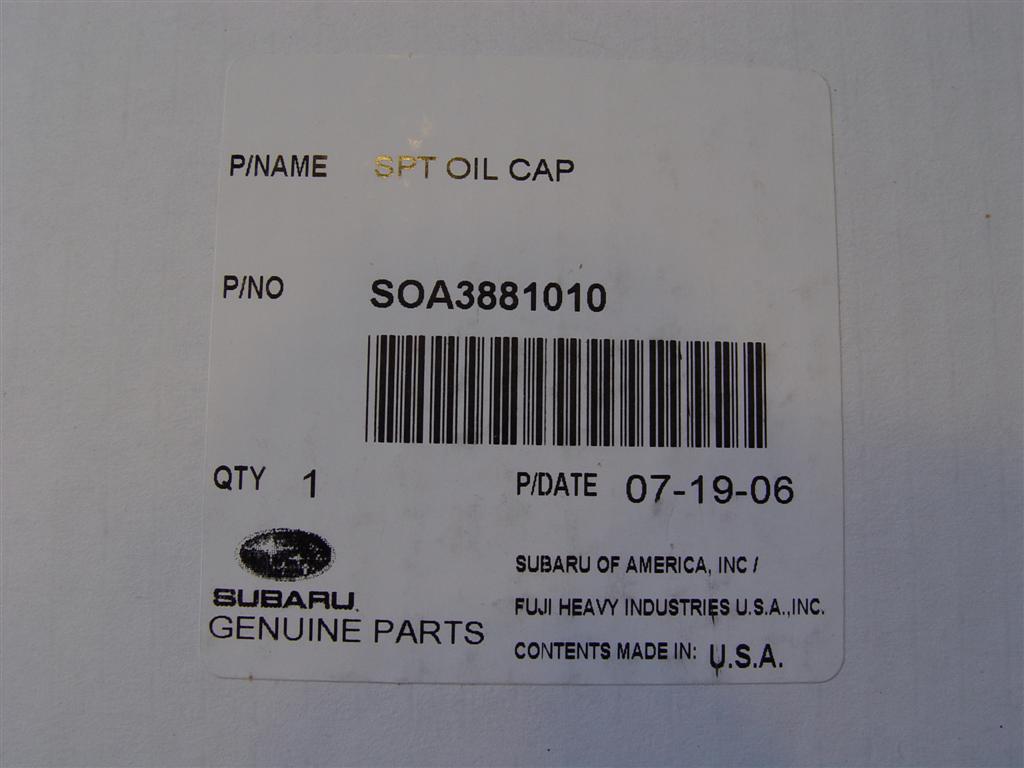 P/NAME SPT OIL CAP
P/NO SOA3881010
QTY 1 P/DATE 07-19-06
SUBARU
GENUINE PARTS
SUBARU OF AMERICA, INC /
FUJI HEAVY INDUSTRIES U.S.A.,INC.
CONTENTS MADE IN: U.S.A.